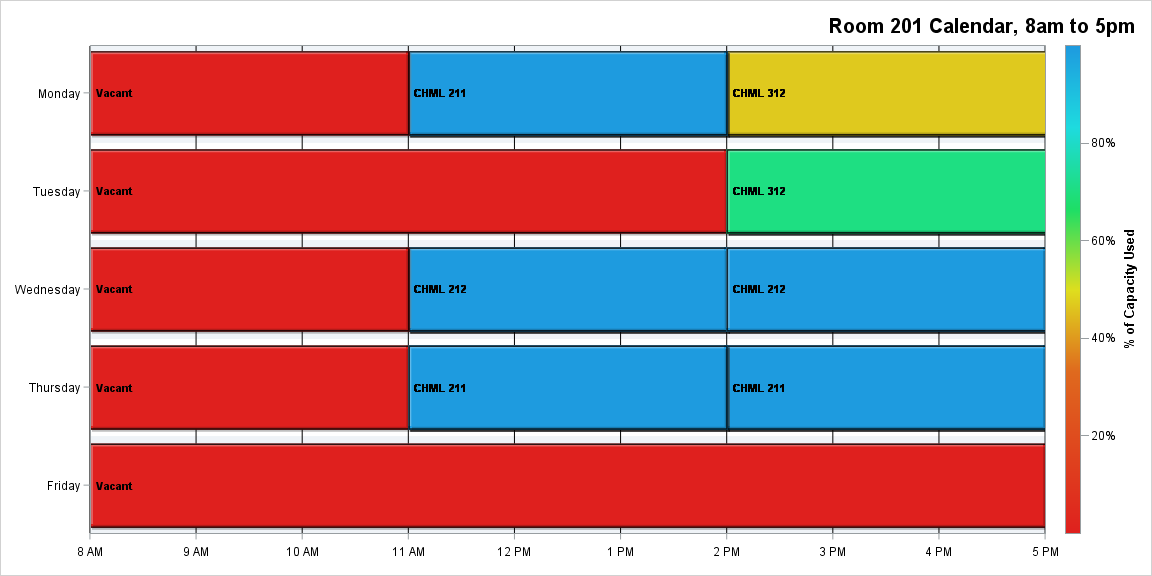 Room 201 Calendar, 8am to 5pm
Monday
Vacant
CHML 211
CHML 312
Tuesday
Vacant
CHML 312
Wednesday
Vacant
CHML 212
CHML 212
Thursday
Vacant
CHML 211
CHML 211
Friday
Vacant
8 AM
9 AM
10 AM
11 AM
12 PM
1 PM
2 PM
3 PM
4 PM
5 PM
80%
60%
40%
20%
% of Capacity Used